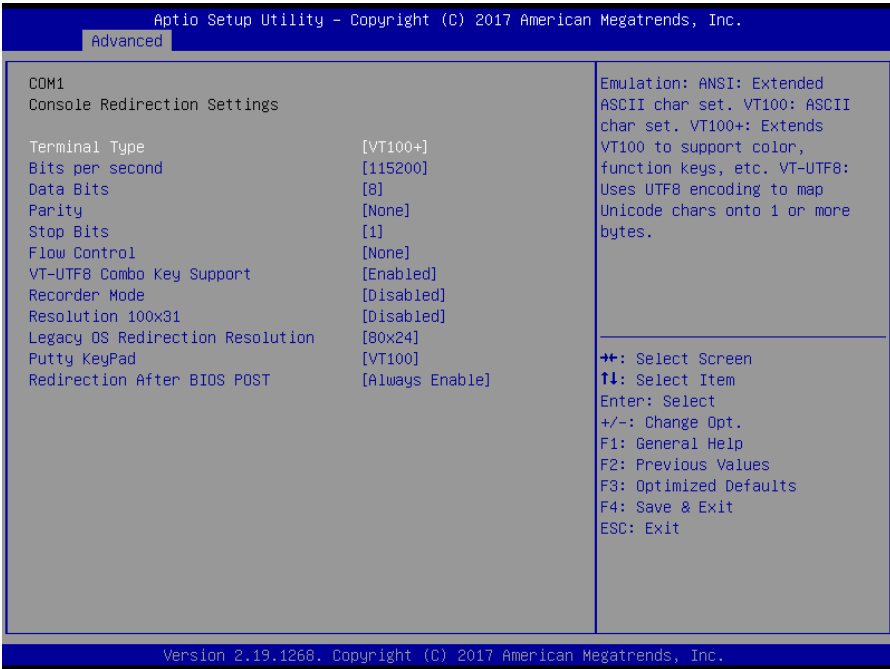 Aptio Setup Utility – Copyright (C) 2017 American Megatrends, Inc.
Advanced
COM1
Console Redirection Settings
Terminal Type [VT100+]
Bits per second [115200]
Data Bits [8]
Parity [None]
Stop Bits [1]
Flow Control [None]
VT-UTF8 Combo Key Support [Enabled]
Recorder Mode [Disabled]
Resolution 100x31 [Disabled]
Legacy OS Redirection Resolution [80x24]
Putty KeyPad [VT100]
Redirection After BIOS POST [Always Enable]
Emulation: ANSI: Extended
ASCII char set. VT100: ASCII
char set. VT100+: Extends
VT100 to support color,
function keys, etc. VT-UTF8:
Uses UTF8 encoding to map
Unicode chars onto 1 or more
bytes.
→←: Select Screen
↑↓: Select Item
Enter: Select
+/-: Change Opt.
F1: General Help
F2: Previous Values
F3: Optimized Defaults
F4: Save & Exit
ESC: Exit
Version 2.19.1268. Copyright (C) 2017 American Megatrends, Inc.